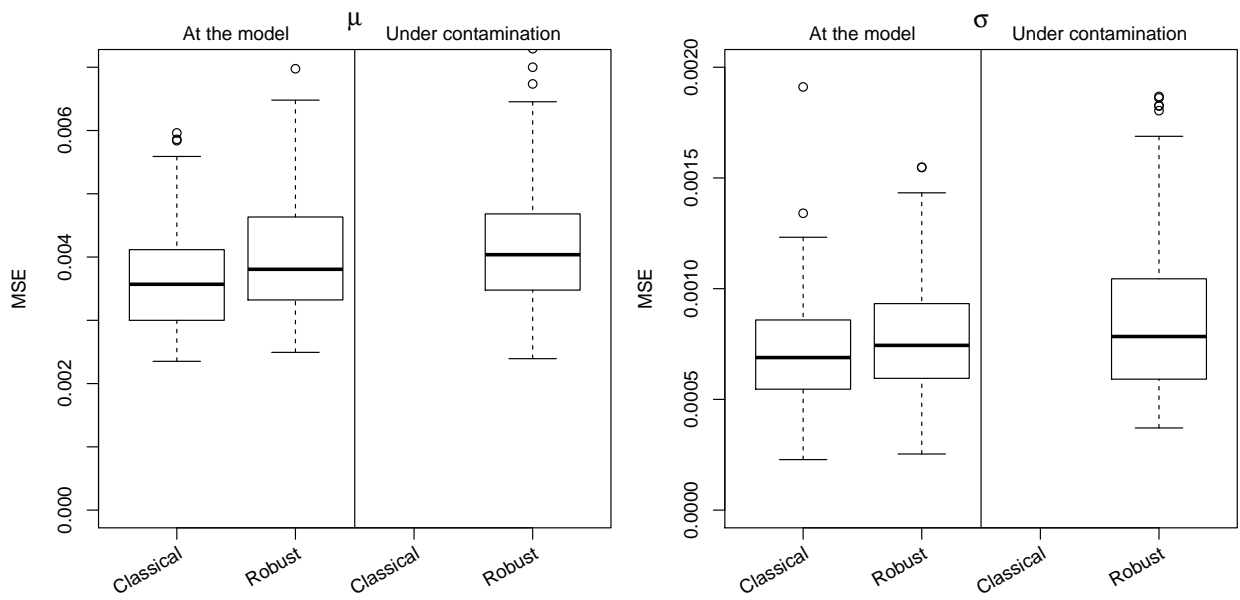 μ
At the model Under contamination
MSE
0.006
0.004
0.002
0.000
Classical Robust Classical Robust
σ
At the model Under contamination
MSE
0.0020
0.0015
0.0010
0.0005
0.0000
Classical Robust Classical Robust